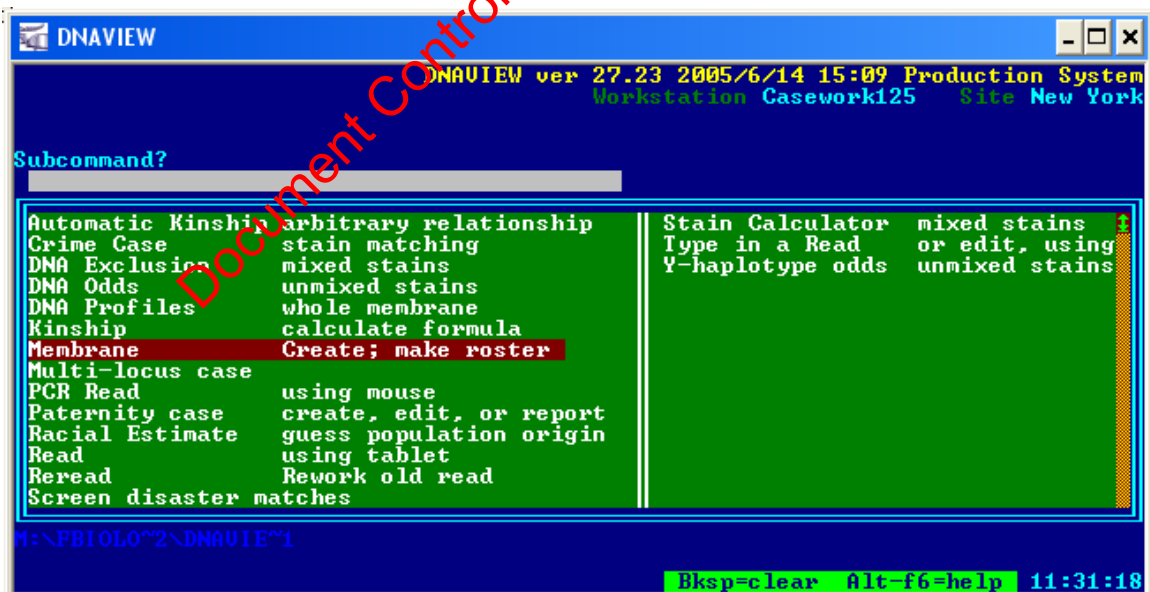 DNAVIEW
DNAVIEW ver 27.23 2005/6/14 15:09 Production System
Workstation Casework125 Site New York
Subcommand?
Automatic Kinship arbitrary relationship
Crime Case stain matching
DNA Exclusion mixed stains
DNA Odds unmixed stains
DNA Profiles whole membrane
Kinship calculate formula
Membrane Create; make roster
Multi-locus case
PCR Read using mouse
Paternity case create, edit, or report
Racial Estimate guess population origin
Read using tablet
Reread Rework old read
Screen disaster matches
Stain Calculator mixed stains
Type in a Read or edit, using
Y-haplotype odds unmixed stains
M:\FBIOLO~2\DNAVIE~1
Bksp=clear Alt-f6=help 11:31:18
Document Control